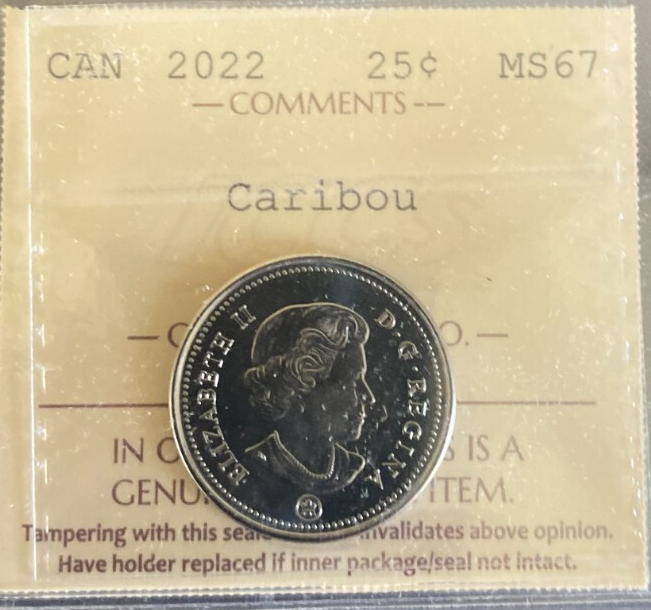 CAN 2022 25¢ MS67
— COMMENTS —
Caribou
ELIZABETH II D·G·REGINA
IN IS A
ITEM.
Tampering with this invalidates above opinion.
Have holder replaced if inner package/seal not intact.